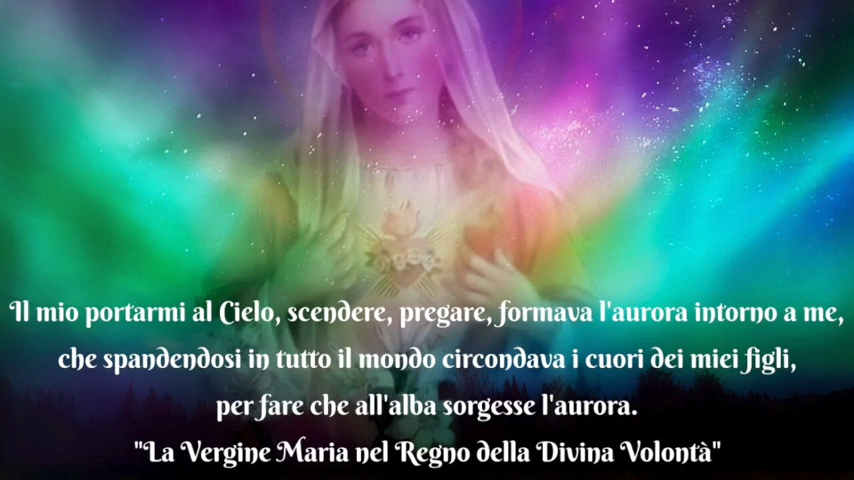 Il mio portarmi al Cielo, scendere, pregare, formava l'aurora intorno a me,
che spandendosi in tutto il mondo circondava i cuori dei miei figli,
per fare che all'alba sorgesse l'aurora.
"La Vergine Maria nel Regno della Divina Volontà"